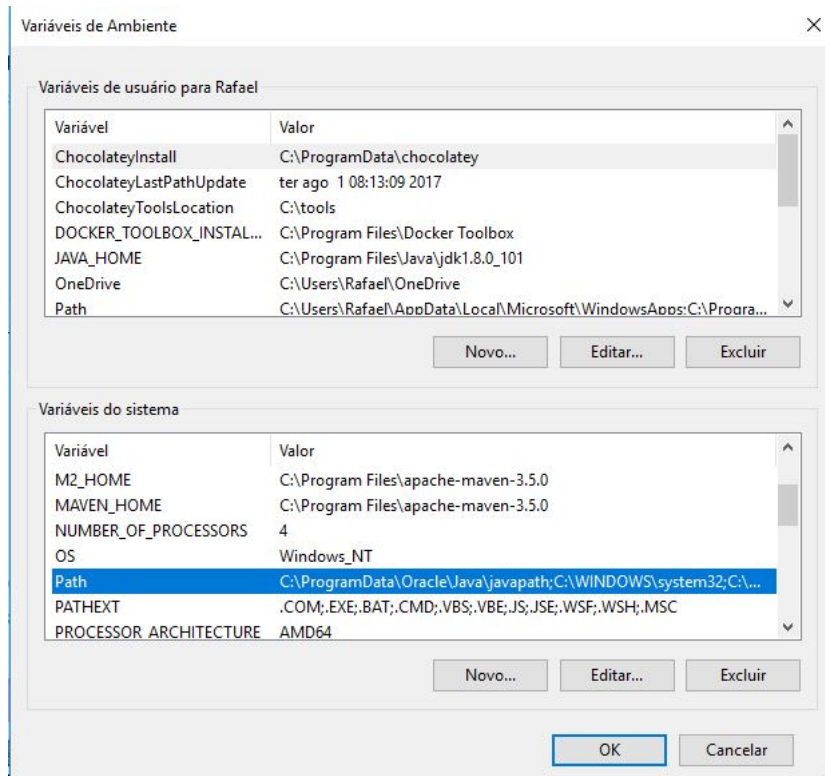 Variáveis de Ambiente
Variáveis de usuário para Rafael
Variável Valor
ChocolateyInstall C:\ProgramData\chocolatey
ChocolateyLastPathUpdate ter ago  1 08:13:09 2017
ChocolateyToolsLocation C:\tools
DOCKER_TOOLBOX_INSTAL... C:\Program Files\Docker Toolbox
JAVA_HOME C:\Program Files\Java\jdk1.8.0_101
OneDrive C:\Users\Rafael\OneDrive
Path C:\Users\Rafael\AppData\Local\Microsoft\WindowsApps;C:\Progra...
Novo... Editar... Excluir
Variáveis do sistema
Variável Valor
M2_HOME C:\Program Files\apache-maven-3.5.0
MAVEN_HOME C:\Program Files\apache-maven-3.5.0
NUMBER_OF_PROCESSORS 4
OS Windows_NT
Path C:\ProgramData\Oracle\Java\javapath;C:\WINDOWS\system32;C:\...
PATHEXT .COM;.EXE;.BAT;.CMD;.VBS;.VBE;.JS;.JSE;.WSF;.WSH;.MSC
PROCESSOR_ARCHITECTURE AMD64
Novo... Editar... Excluir
OK Cancelar